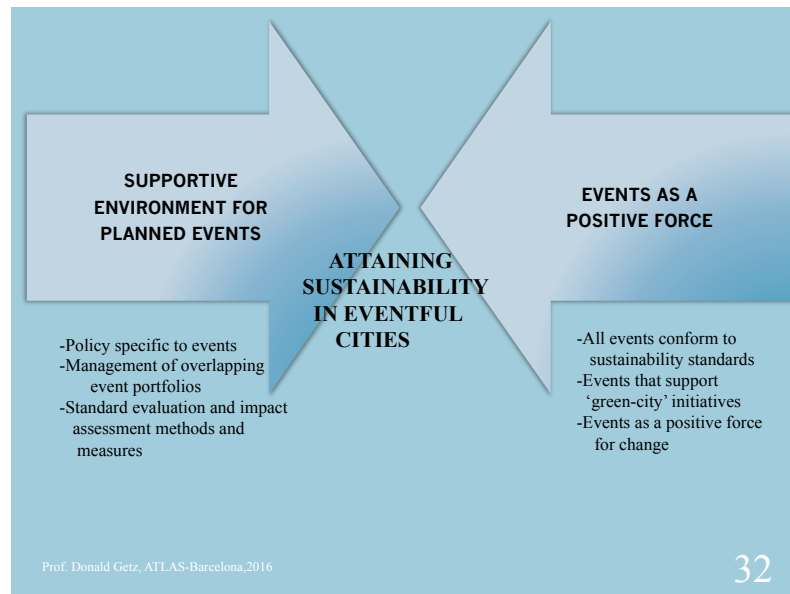 SUPPORTIVE
ENVIRONMENT FOR
PLANNED EVENTS
EVENTS AS A
POSITIVE FORCE
ATTAINING
SUSTAINABILITY
IN EVENTFUL
CITIES
-Policy specific to events
-Management of overlapping
event portfolios
-Standard evaluation and impact
assessment methods and
measures
-All events conform to
sustainability standards
-Events that support
‘green-city’ initiatives
-Events as a positive force
for change
Prof. Donald Getz, ATLAS-Barcelona,2016
32